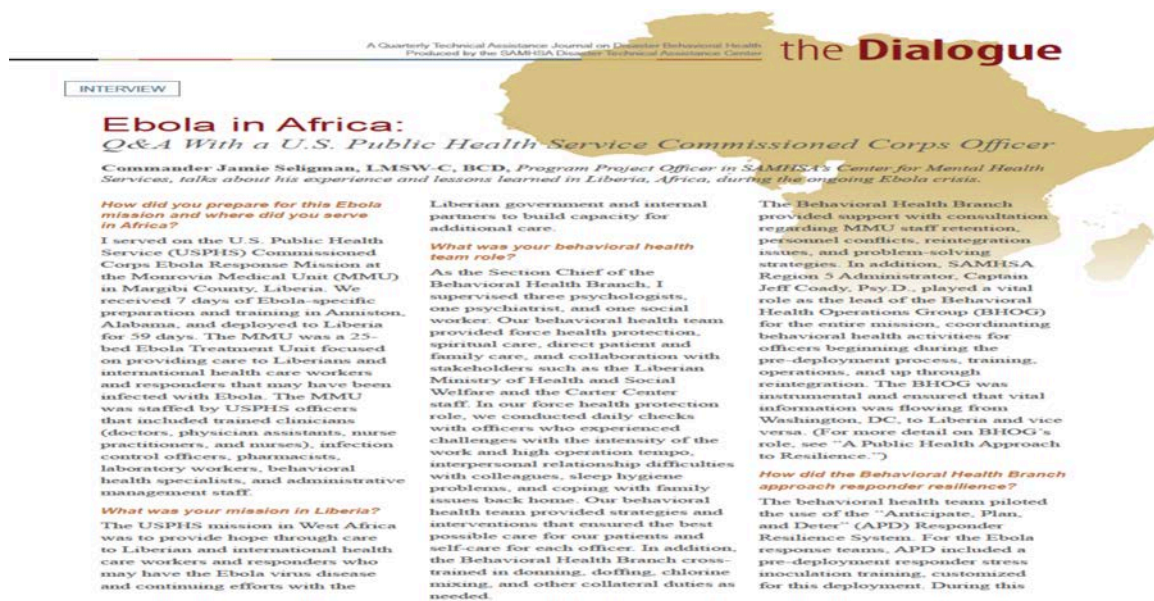 A Quarterly Technical Assistance Journal on Disaster Behavioral Health
Produced by the SAMHSA Disaster Technical Assistance Center
the Dialogue
INTERVIEW
Ebola in Africa:
Q&A With a U.S. Public Health Service Commissioned Corps Officer
Commander Jamie Seligman, LMSW-C, BCD, Program Project Officer in SAMHSA's Center for Mental Health
Services, talks about his experience and lessons learned in Liberia, Africa, during the ongoing Ebola crisis.
How did you prepare for this Ebola
mission and where did you serve
in Africa?
I served on the U.S. Public Health
Service (USPHS) Commissioned
Corps Ebola Response Mission at
the Monrovia Medical Unit (MMU)
in Margibi County, Liberia. We
received 7 days of Ebola-specific
preparation and training in Anniston,
Alabama, and deployed to Liberia
for 59 days. The MMU was a 25-
bed Ebola Treatment Unit focused
on providing care to Liberians and
international health care workers
and responders that may have been
infected with Ebola. The MMU
was staffed by USPHS officers
that included trained clinicians
(doctors, physician assistants, nurse
practitioners, and nurses), infection
control officers, pharmacists,
laboratory workers, behavioral
health specialists, and administrative
management staff.
What was your mission in Liberia?
The USPHS mission in West Africa
was to provide hope through care
to Liberian and international health
care workers and responders who
may have the Ebola virus disease
and continuing efforts with the
Liberian government and internal
partners to build capacity for
additional care.
What was your behavioral health
team role?
As the Section Chief of the
Behavioral Health Branch, I
supervised three psychologists,
one psychiatrist, and one social
worker. Our behavioral health team
provided force health protection,
spiritual care, direct patient and
family care, and collaboration with
stakeholders such as the Liberian
Ministry of Health and Social
Welfare and the Carter Center
staff. In our force health protection
role, we conducted daily checks
with officers who experienced
challenges with the intensity of the
work and high operation tempo,
interpersonal relationship difficulties
with colleagues, sleep hygiene
problems, and coping with family
issues back home. Our behavioral
health team provided strategies and
interventions that ensured the best
possible care for our patients and
self-care for each officer. In addition,
the Behavioral Health Branch cross-
trained in donning, doffing, chlorine
mixing, and other collateral duties as
needed.
The Behavioral Health Branch
provided support with consultation
regarding MMU staff retention,
personnel conflicts, reintegration
issues, and problem-solving
strategies. In addition, SAMHSA
Region 5 Administrator, Captain
Jeff Coady, Psy.D., played a vital
role as the lead of the Behavioral
Health Operations Group (BHOG)
for the entire mission, coordinating
behavioral health activities for
officers beginning during the
pre-deployment process, training,
operations, and up through
reintegration. The BHOG was
instrumental and ensured that vital
information was flowing from
Washington, DC, to Liberia and vice
versa. (For more detail on BHOG's
role, see "A Public Health Approach
to Resilience.")
How did the Behavioral Health Branch
approach responder resilience?
The behavioral health team piloted
the use of the "Anticipate, Plan,
and Deter" (APD) Responder
Resilience System. For the Ebola
response teams, APD included a
pre-deployment responder stress
inoculation training, customized
for this deployment. During this